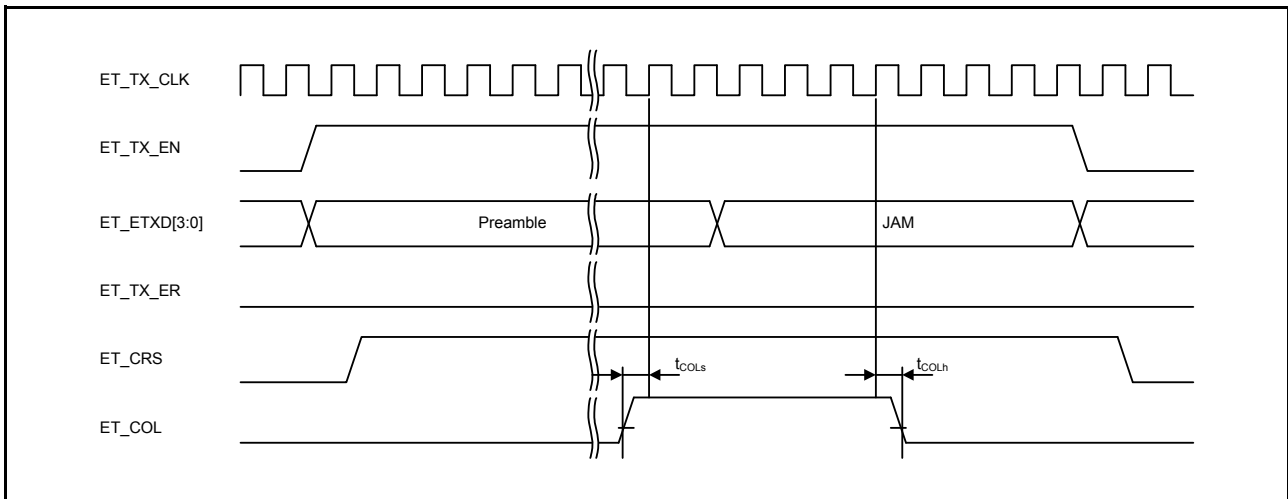 ET_TX_CLK
ET_TX_EN
ET_ETXD[3:0]
Preamble
JAM
ET_TX_ER
ET_CRS
tCOLs
tCOLh
ET_COL